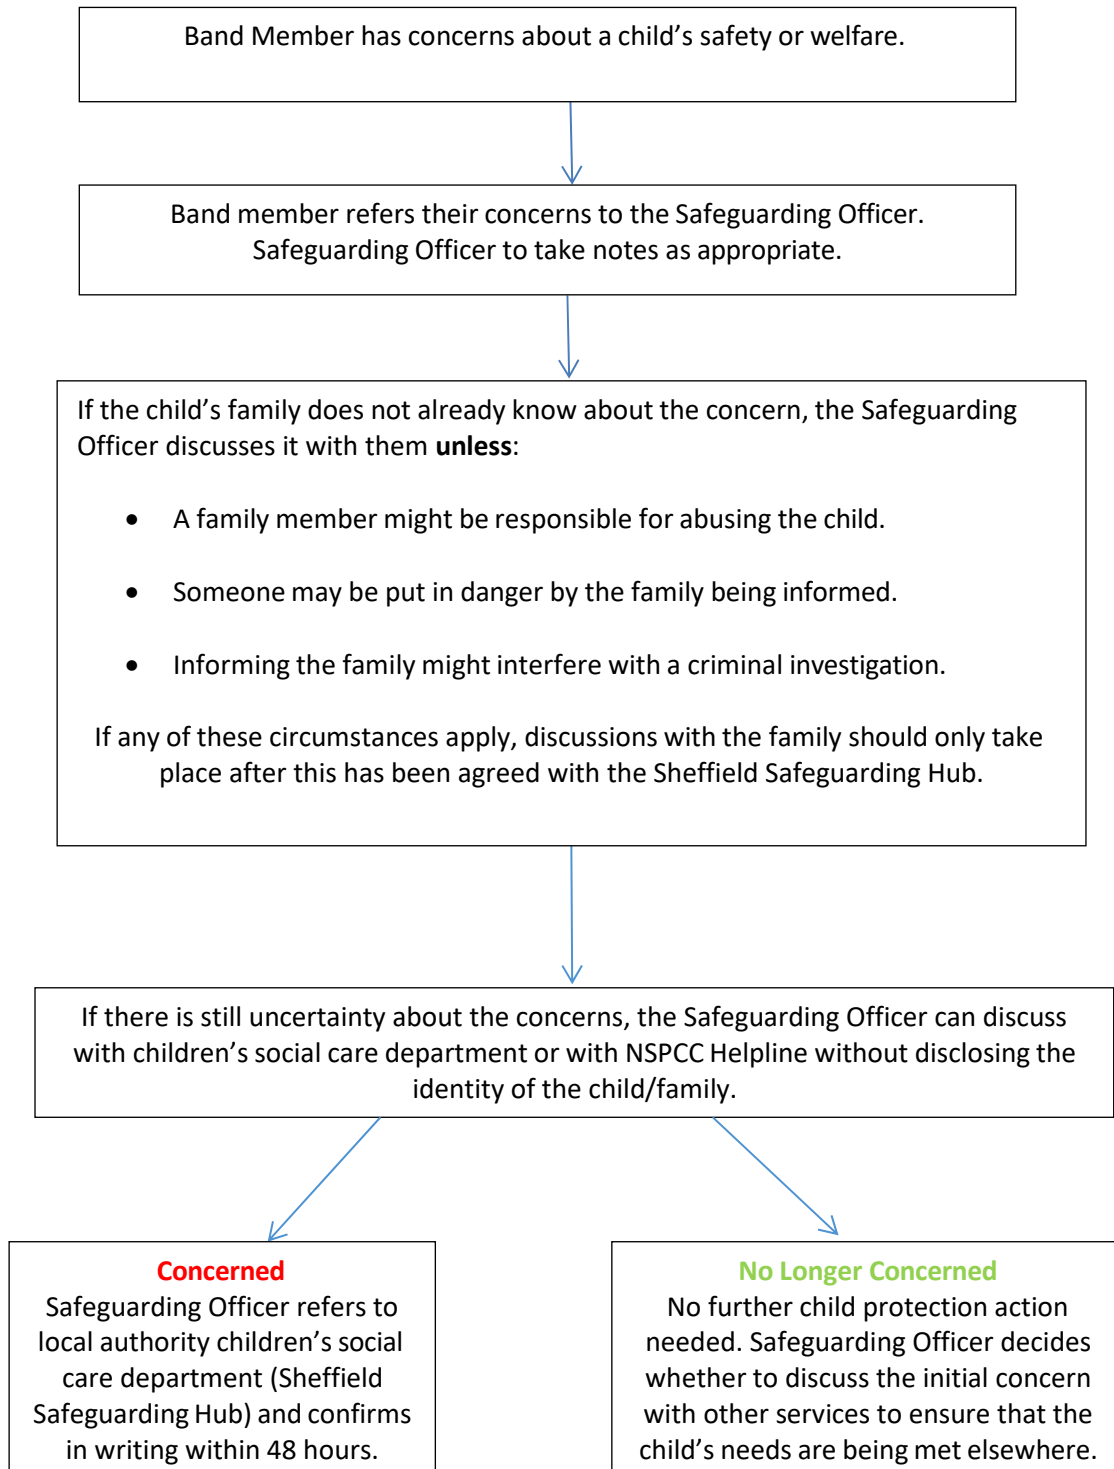 Band Member has concerns about a child’s safety or welfare.
Band member refers their concerns to the Safeguarding Officer.
Safeguarding Officer to take notes as appropriate.
If the child’s family does not already know about the concern, the Safeguarding
Officer discusses it with them unless:
• A family member might be responsible for abusing the child.
• Someone may be put in danger by the family being informed.
• Informing the family might interfere with a criminal investigation.
If any of these circumstances apply, discussions with the family should only take
place after this has been agreed with the Sheffield Safeguarding Hub.
If there is still uncertainty about the concerns, the Safeguarding Officer can discuss
with children’s social care department or with NSPCC Helpline without disclosing the
identity of the child/family.
Concerned
Safeguarding Officer refers to
local authority children’s social
care department (Sheffield
Safeguarding Hub) and confirms
in writing within 48 hours.
No Longer Concerned
No further child protection action
needed. Safeguarding Officer decides
whether to discuss the initial concern
with other services to ensure that the
child’s needs are being met elsewhere.